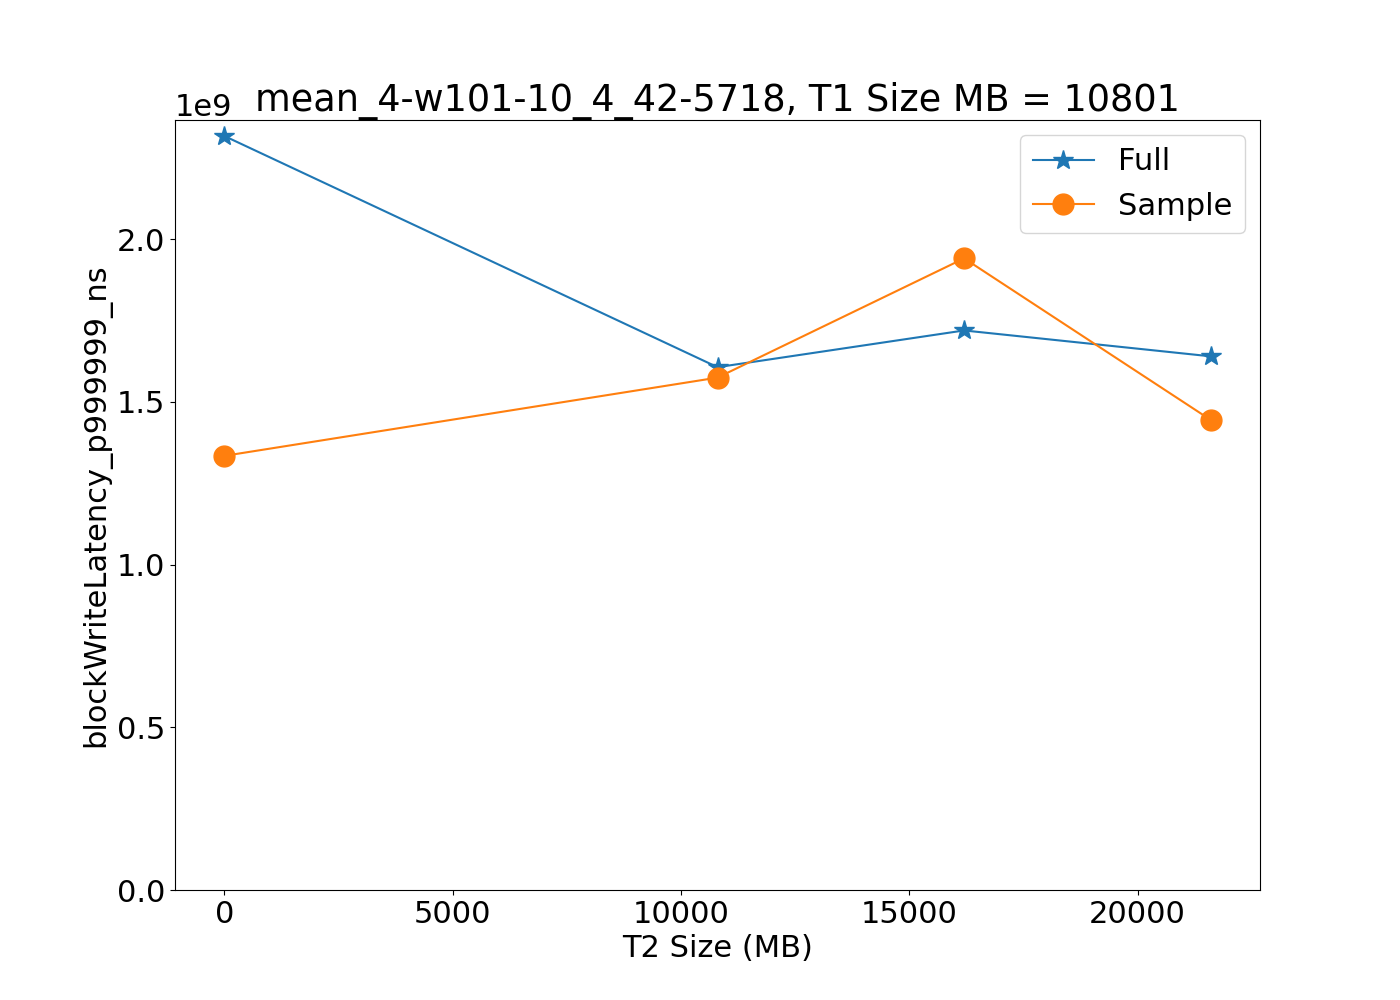 1e9
mean_4-w101-10_4_42-5718, T1 Size MB = 10801
Full
Sample
blockWriteLatency_p999999_ns
2.0
1.5
1.0
0.5
0.0
0 5000 10000 15000 20000
T2 Size (MB)